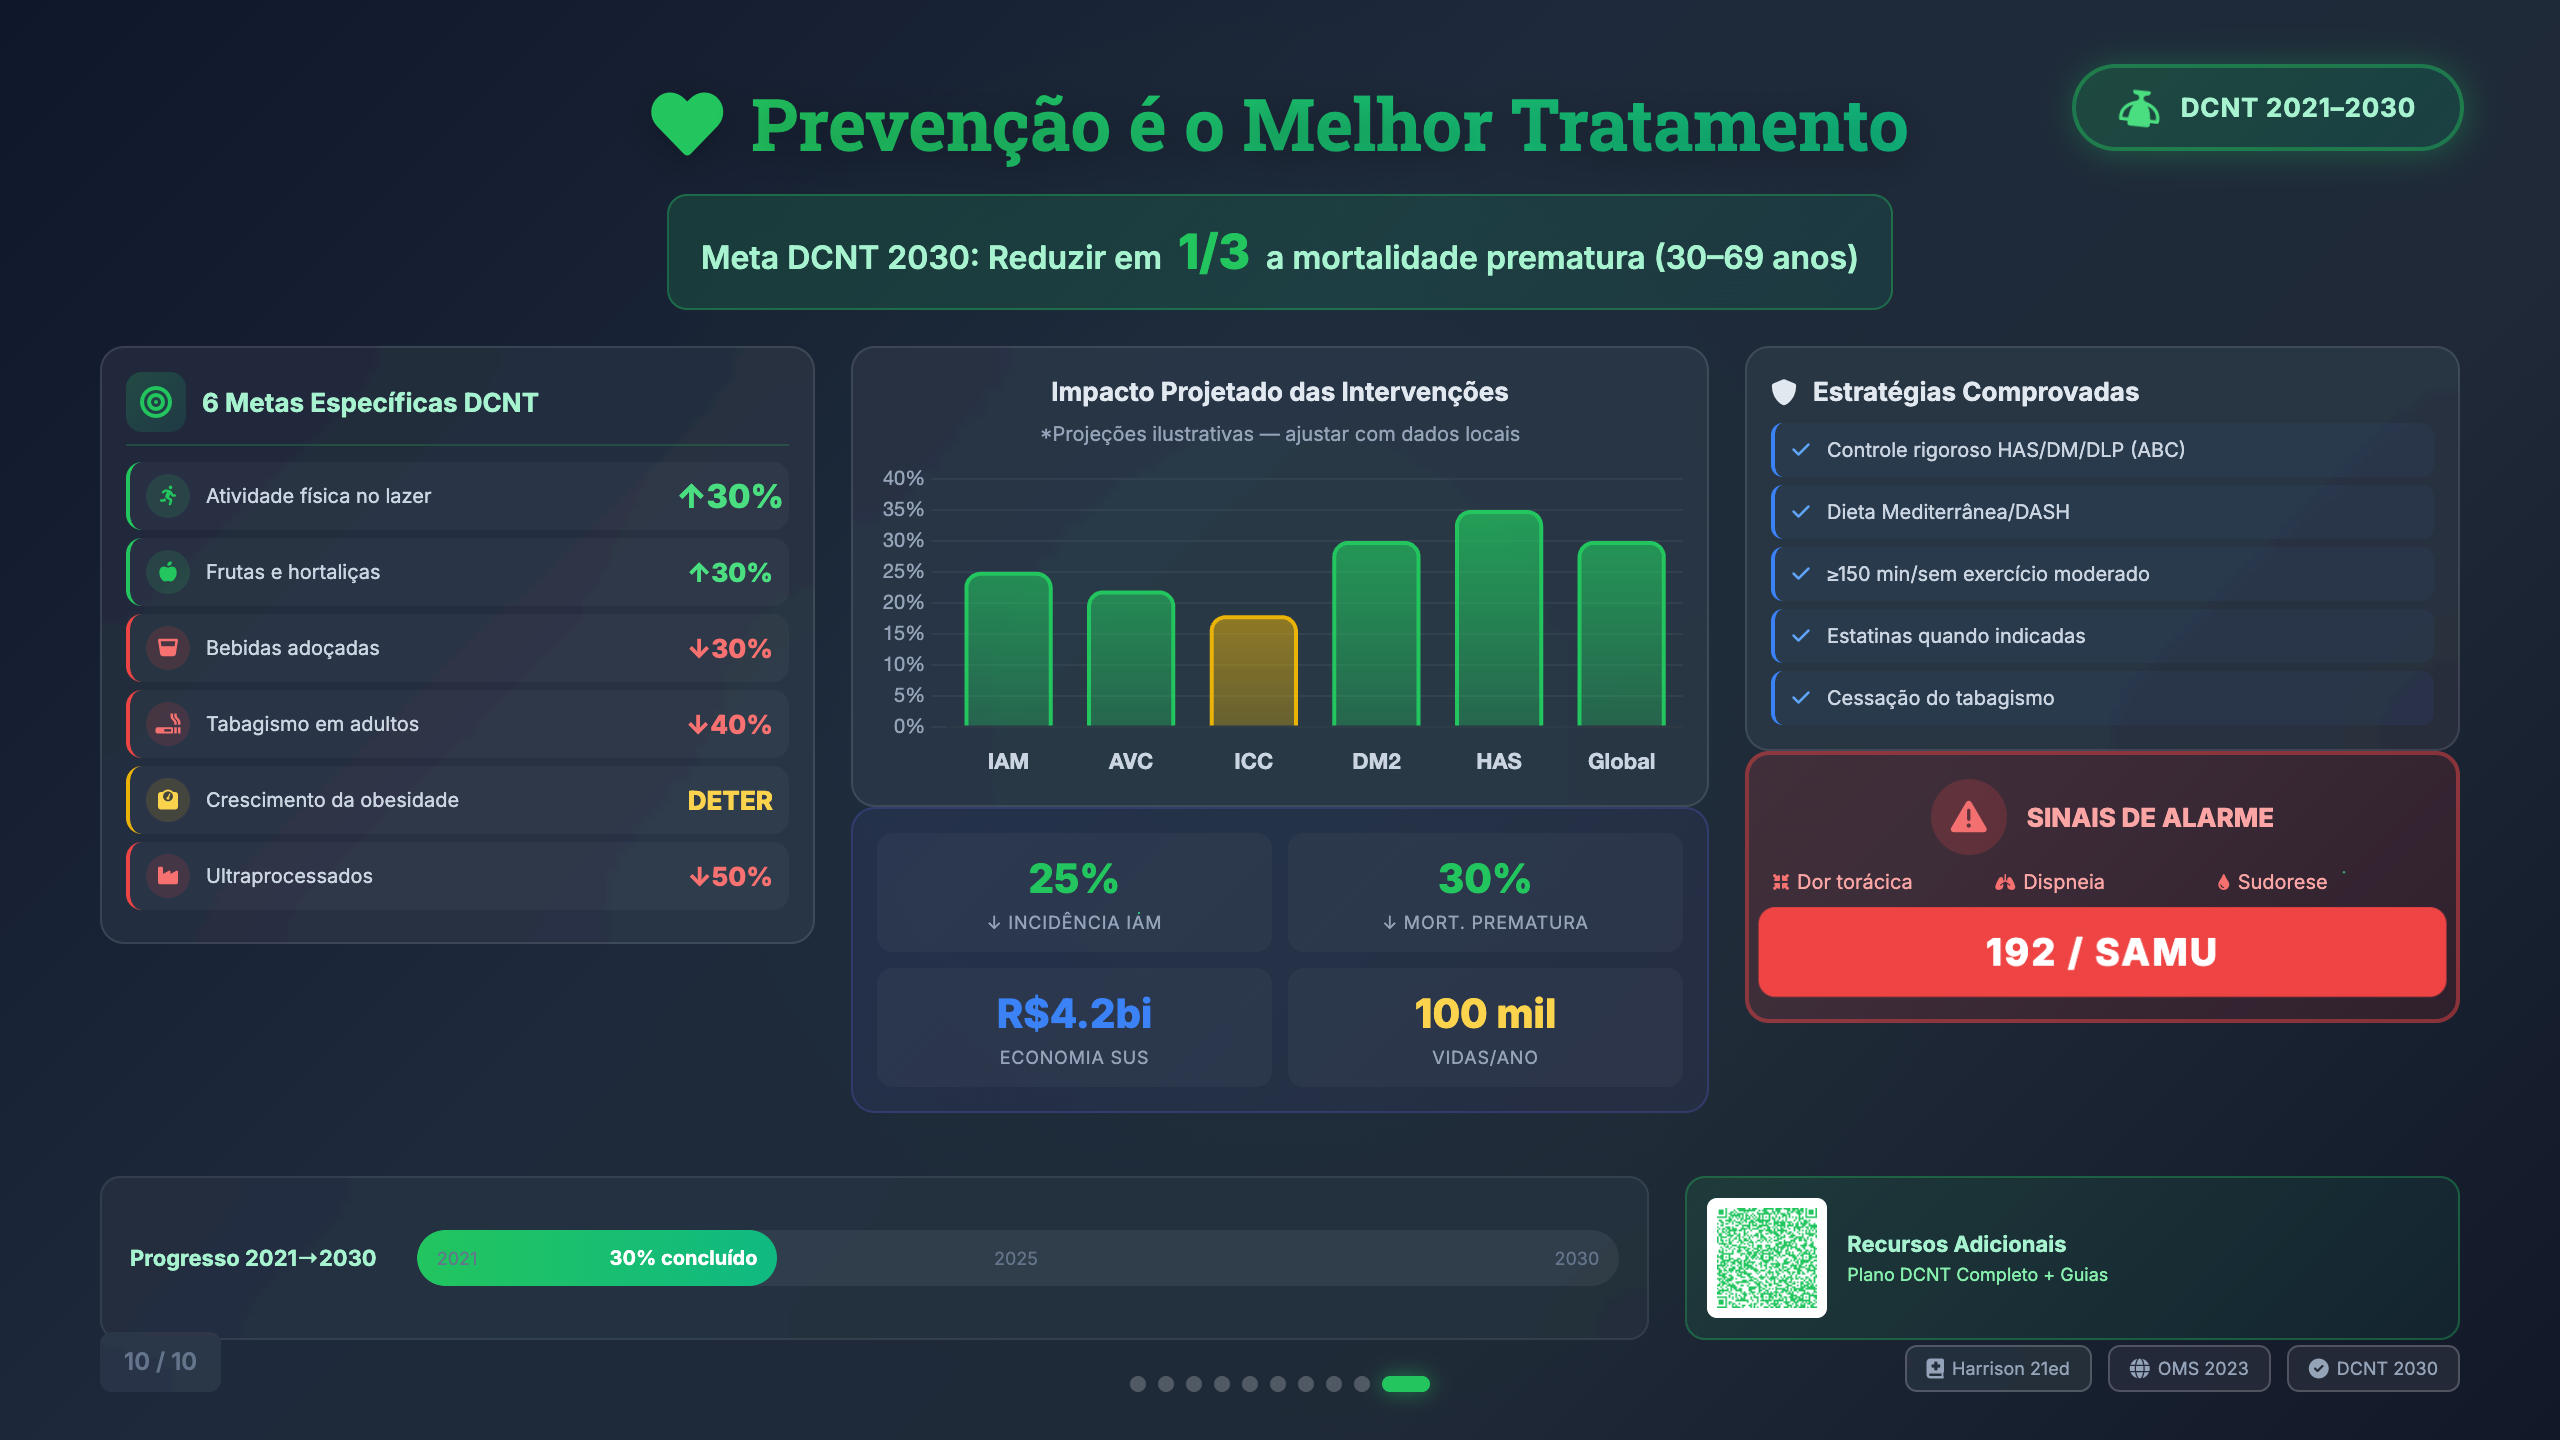 Prevenção é o Melhor Tratamento
DCNT 2021–2030
Meta DCNT 2030: Reduzir em 1/3 a mortalidade prematura (30–69 anos)
6 Metas Específicas DCNT
Atividade física no lazer ↑30%
Frutas e hortaliças ↑30%
Bebidas adoçadas ↓30%
Tabagismo em adultos ↓40%
Crescimento da obesidade DETER
Ultraprocessados ↓50%
Impacto Projetado das Intervenções
*Projeções ilustrativas — ajustar com dados locais
40%
35%
30%
25%
20%
15%
10%
5%
0%
IAM AVC ICC DM2 HAS Global
25%
↓ INCIDÊNCIA IAM
30%
↓ MORT. PREMATURA
R$4.2bi
ECONOMIA SUS
100 mil
VIDAS/ANO
Estratégias Comprovadas
Controle rigoroso HAS/DM/DLP (ABC)
Dieta Mediterrânea/DASH
≥150 min/sem exercício moderado
Estatinas quando indicadas
Cessação do tabagismo
SINAIS DE ALARME
Dor torácica Dispneia Sudorese
192 / SAMU
Progresso 2021→2030
2021 30% concluído 2025 2030
Recursos Adicionais
Plano DCNT Completo + Guias
10 / 10
Harrison 21ed OMS 2023 DCNT 2030